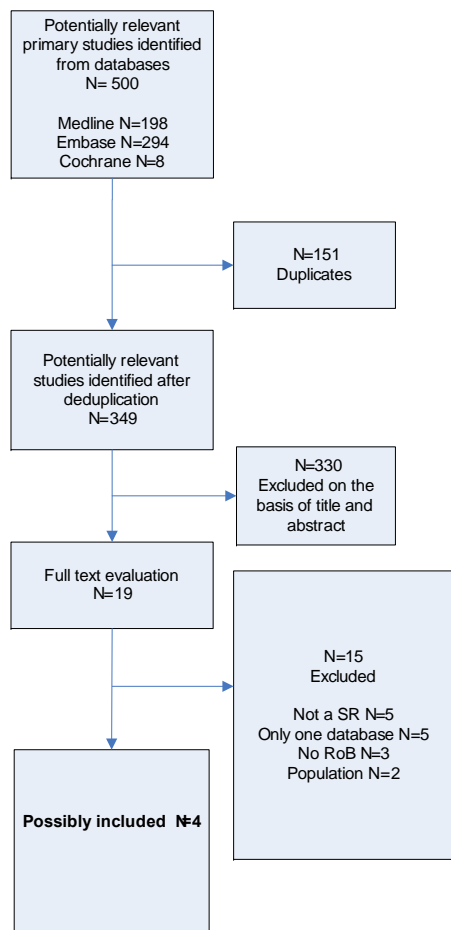 Potentially relevant
primary studies identified
from databases
N= 500
Medline N=198
Embase N=294
Cochrane N=8
N=151
Duplicates
Potentially relevant
studies identified after
deduplication
N=349
N=330
Excluded on the
basis of title and
abstract
Full text evaluation
N=19
N=15
Excluded
Not a SR N=5
Only one database N=5
No RoB N=3
Population N=2
Possibly included N=4